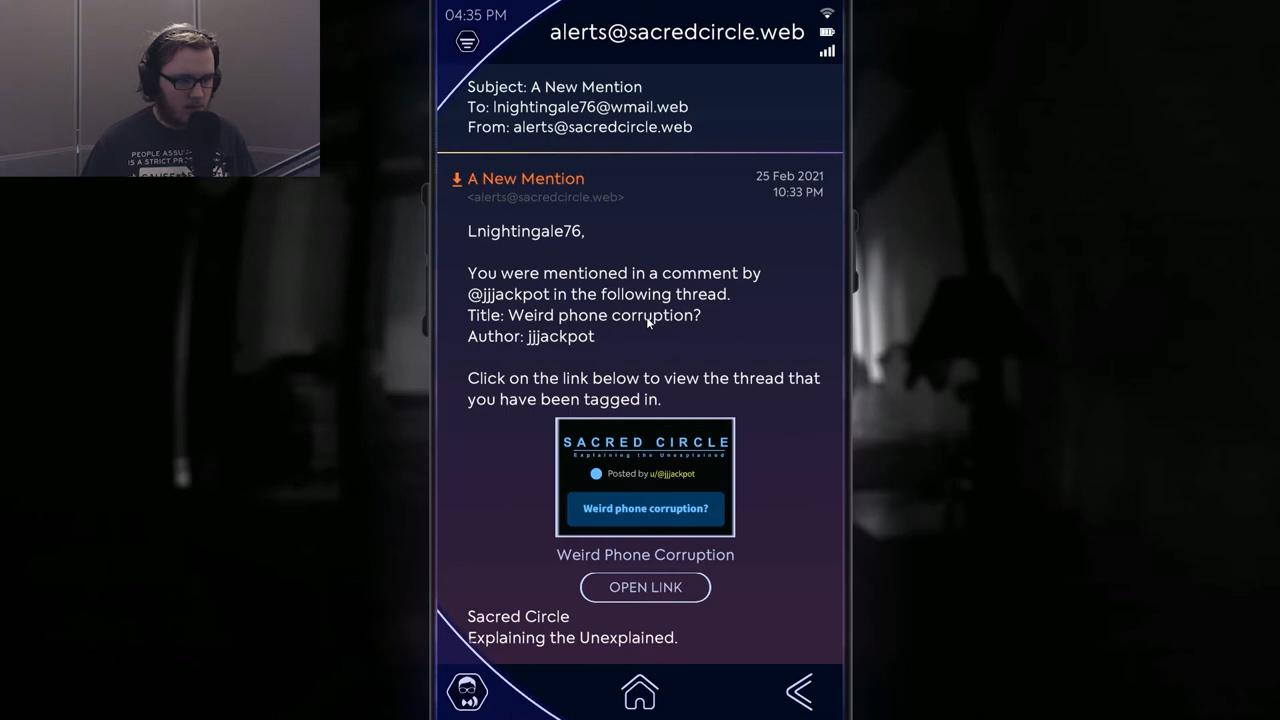 04:35 PM
alerts@sacredcircle.web
Subject: A New Mention
To: lnightingale76@wmail.web
From: alerts@sacredcircle.web
A New Mention
25 Feb 2021
<alerts@sacredcircle.web>
10:33 PM
Lnightingale76,
You were mentioned in a comment by
@jjjackpot in the following thread.
Title: Weird phone corruption?
Author: jjjackpot
Click on the link below to view the thread that
you have been tagged in.
SACRED CIRCLE
Explaining the Unexplained
Posted by u/@jjjackpot
Weird phone corruption?
Weird Phone Corruption
OPEN LINK
Sacred Circle
Explaining the Unexplained.
PEOPLE
IS A STRICT